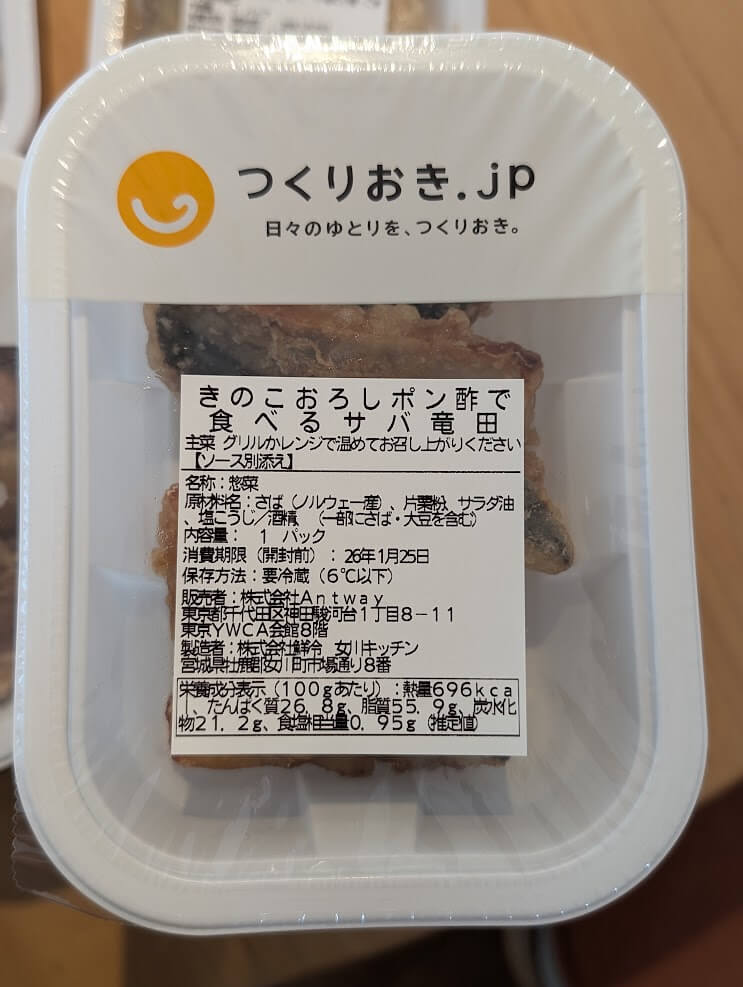 つくりおき.jp
日々のゆとりを、つくりおき。
きのこおろしポン酢で
食べるサバ竜田
主菜 グリルかレンジで温めてお召し上がりください
【ソース別添え】
名称：惣菜
原材料名：さば（ノルウェー産）、片栗粉、サラダ油
、塩こうじ／酒精、（一部にさば・大豆を含む）
内容量： 1 パック
消費期限（開封前）：26年1月25日
保存方法：要冷蔵（6℃以下）
販売者：株式会社Antway
東京都千代田区神田駿河台1丁目8－11
東京YWCA会館8階
製造者：株式会社鮮冷 女川キッチン
宮城県牡鹿郡女川町市場通り8番
栄養成分表示（100gあたり）：熱量696kca
l、たんぱく質26.8g、脂質55.9g、炭水化
物21.2g、食塩相当量0.95g（推定値）